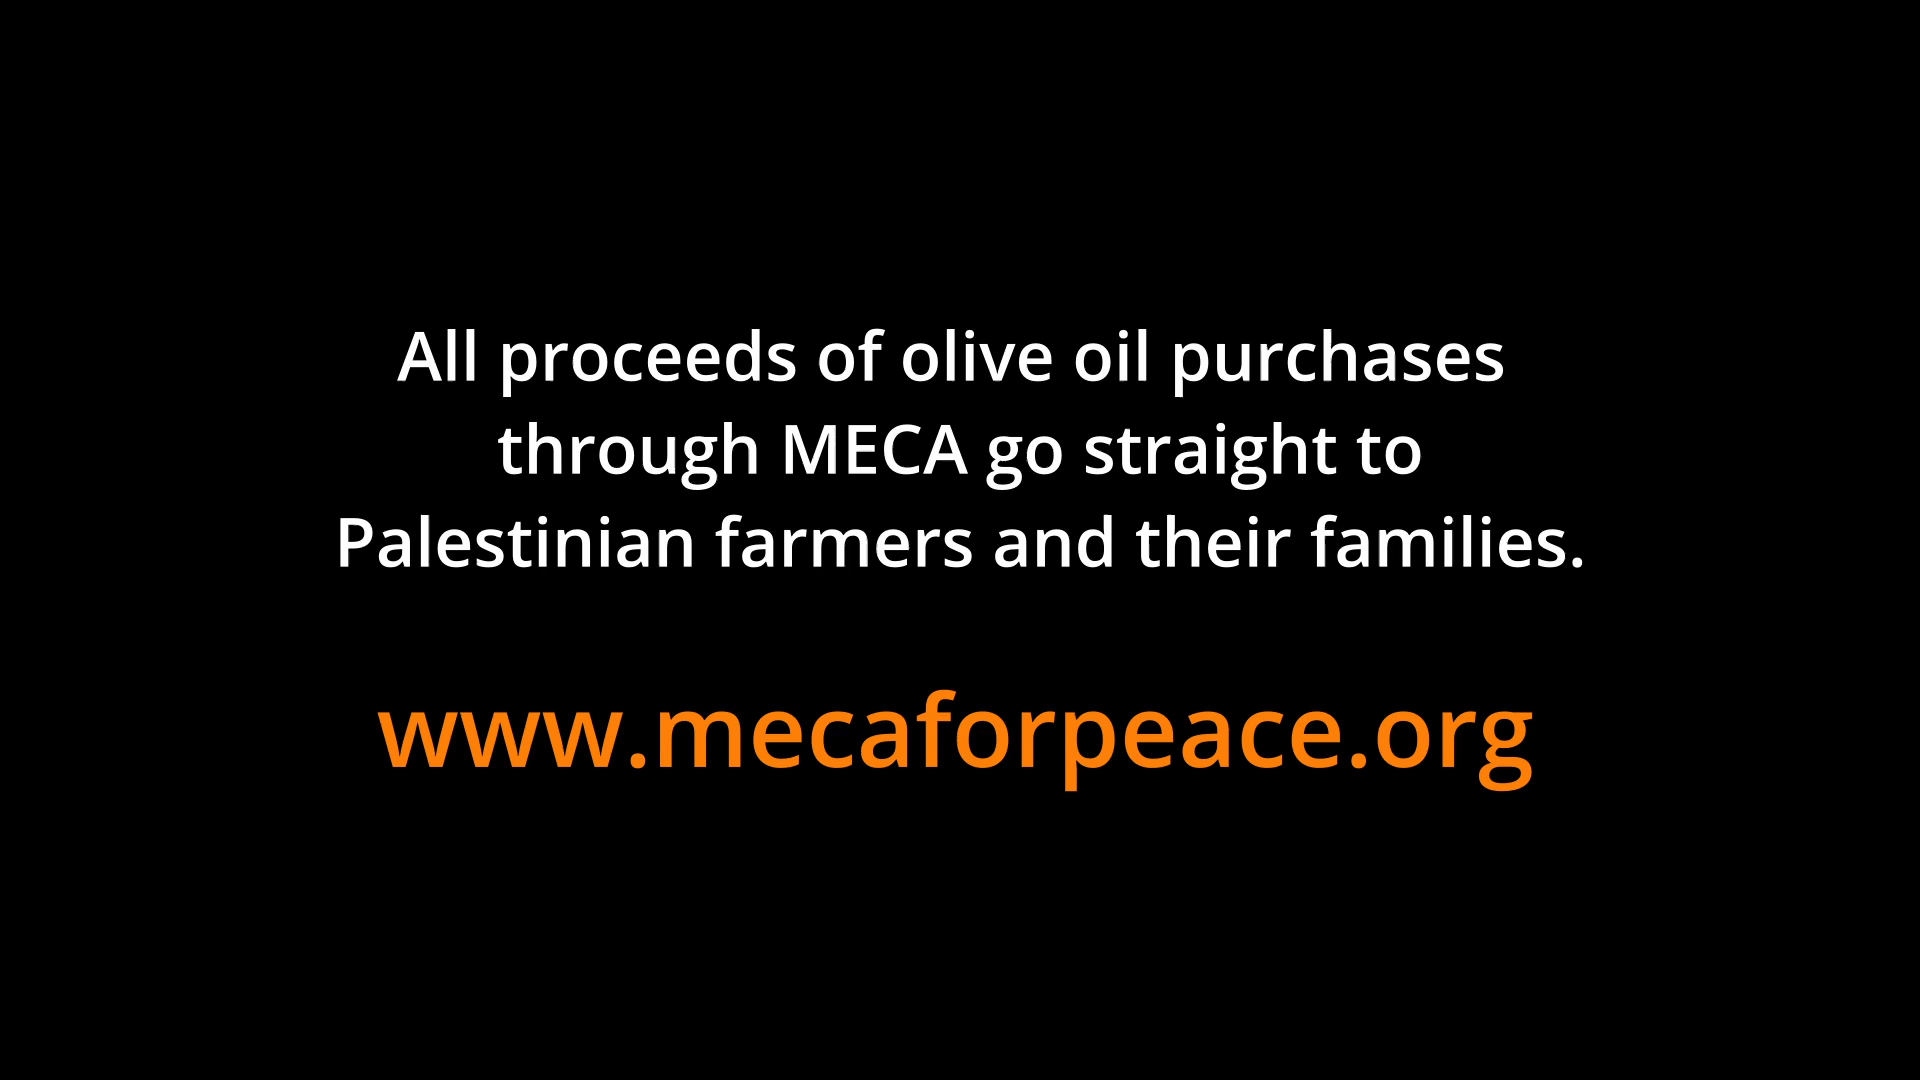 All proceeds of olive oil purchases
through MECA go straight to
Palestinian farmers and their families.
www.mecaforpeace.org